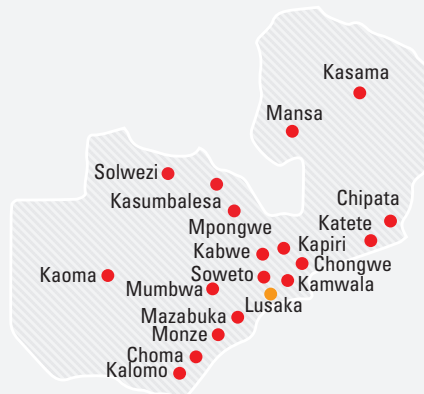 Kasama
Mansa
Solwezi
Kasumbalesa
Chipata
Mpongwe
Katete
Kabwe
Kapiri
Chongwe
Kaoma
Soweto
Kamwala
Mumbwa
Lusaka
Mazabuka
Monze
Choma
Kalomo